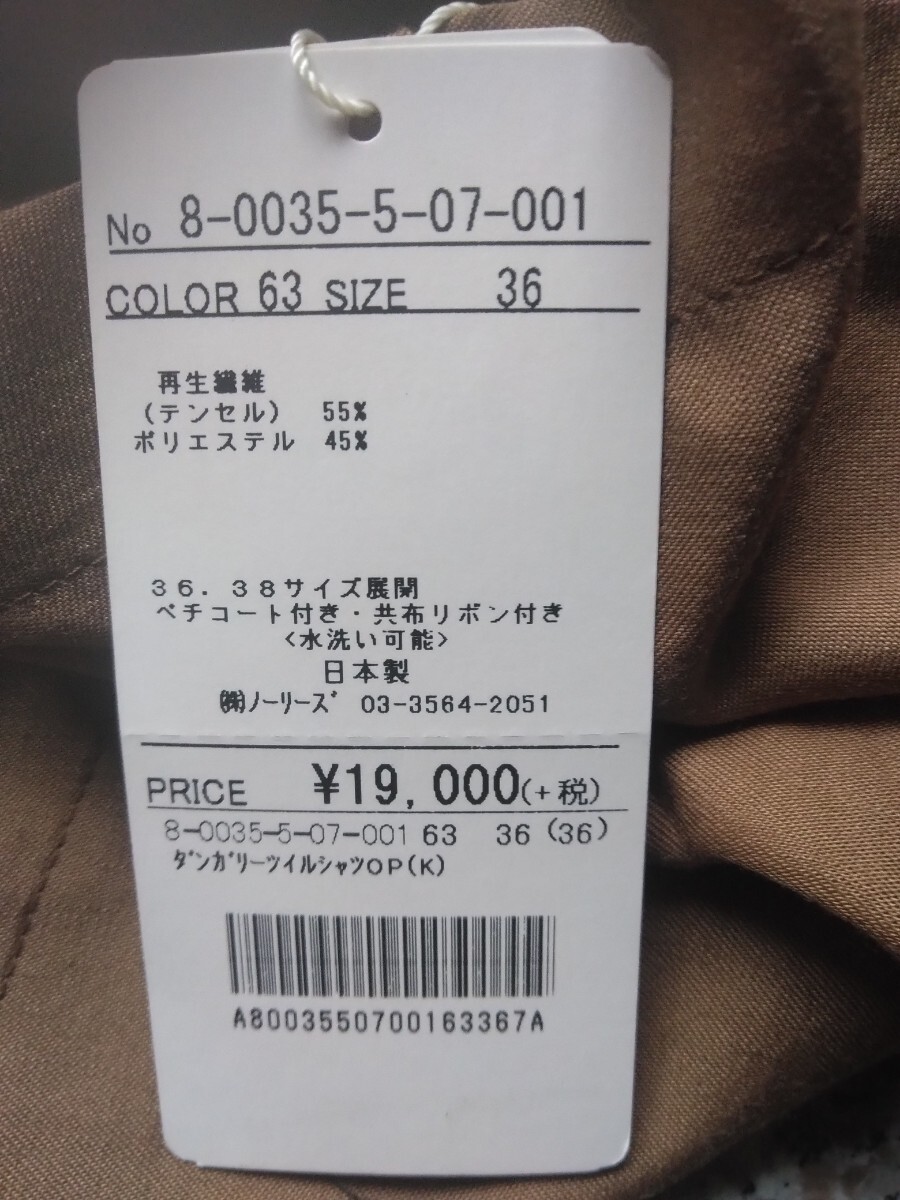 No 8-0035-5-07-001
COLOR 63 SIZE 36
再生繊維
(テンセル) 55%
ポリエステル 45%
36．38サイズ展開
ペチコート付き・共布リボン付き
<水洗い可能>
日本製
㈱ﾉｰﾘｰｽﾞ 03-3564-2051
PRICE ¥19,000(+税)
8-0035-5-07-001 63 36 (36)
ﾀﾞﾝｶﾞﾘｰﾂｲﾙｼｬﾂOP(K)
A8003550700163367A